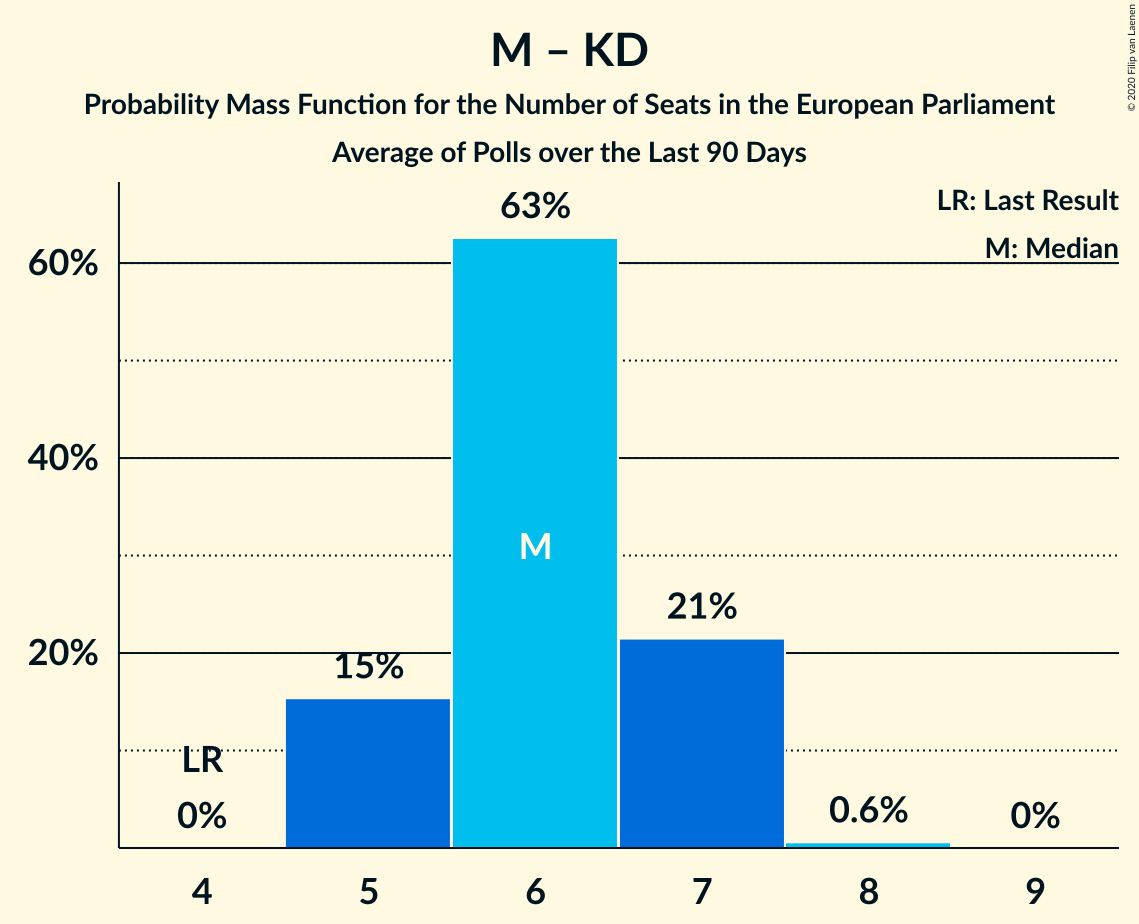 M – KD
Probability Mass Function for the Number of Seats in the European Parliament
Average of Polls over the Last 90 Days
© 2020 Filip van Laenen
LR: Last Result
M: Median
63%
60%
40%
M
21%
20%
15%
LR
0%
0.6%
0%
4 5 6 7 8 9